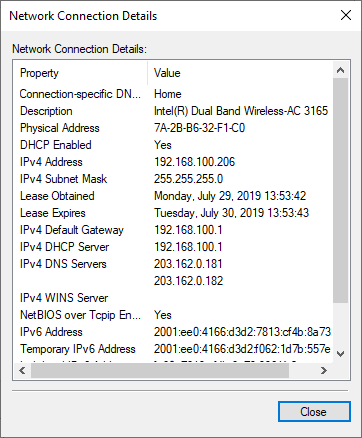 Network Connection Details
Network Connection Details:
Property Value
Connection-specific DN... Home
Description Intel(R) Dual Band Wireless-AC 3165
Physical Address 7A-2B-B6-32-F1-C0
DHCP Enabled Yes
IPv4 Address 192.168.100.206
IPv4 Subnet Mask 255.255.255.0
Lease Obtained Monday, July 29, 2019 13:53:42
Lease Expires Tuesday, July 30, 2019 13:53:43
IPv4 Default Gateway 192.168.100.1
IPv4 DHCP Server 192.168.100.1
IPv4 DNS Servers 203.162.0.181
203.162.0.182
IPv4 WINS Server
NetBIOS over Tcpip En... Yes
IPv6 Address 2001:ee0:4166:d3d2:7813:cf4b:8a73
Temporary IPv6 Address 2001:ee0:4166:d3d2:f062:1d7b:557e
Close